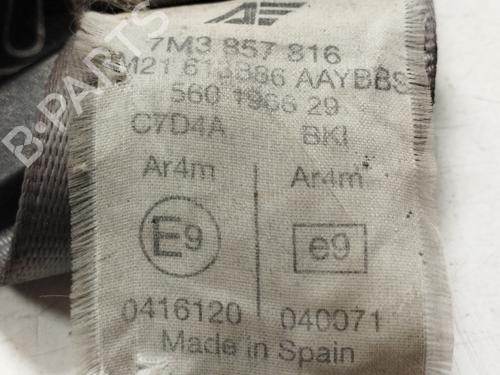 B-PARTS
7M3 857 816
M21 613B86 AAYBBS
560 1966 29
C7D4A BKI
Ar4m Ar4m
E9 e9
0416120 040071
Made in Spain